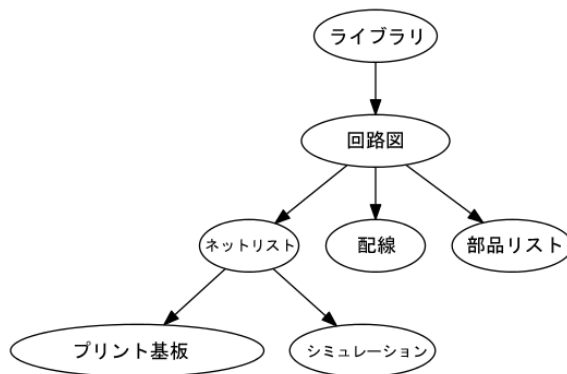 ライブラリ
回路図
ネットリスト
配線
部品リスト
プリント基板
シミュレーション